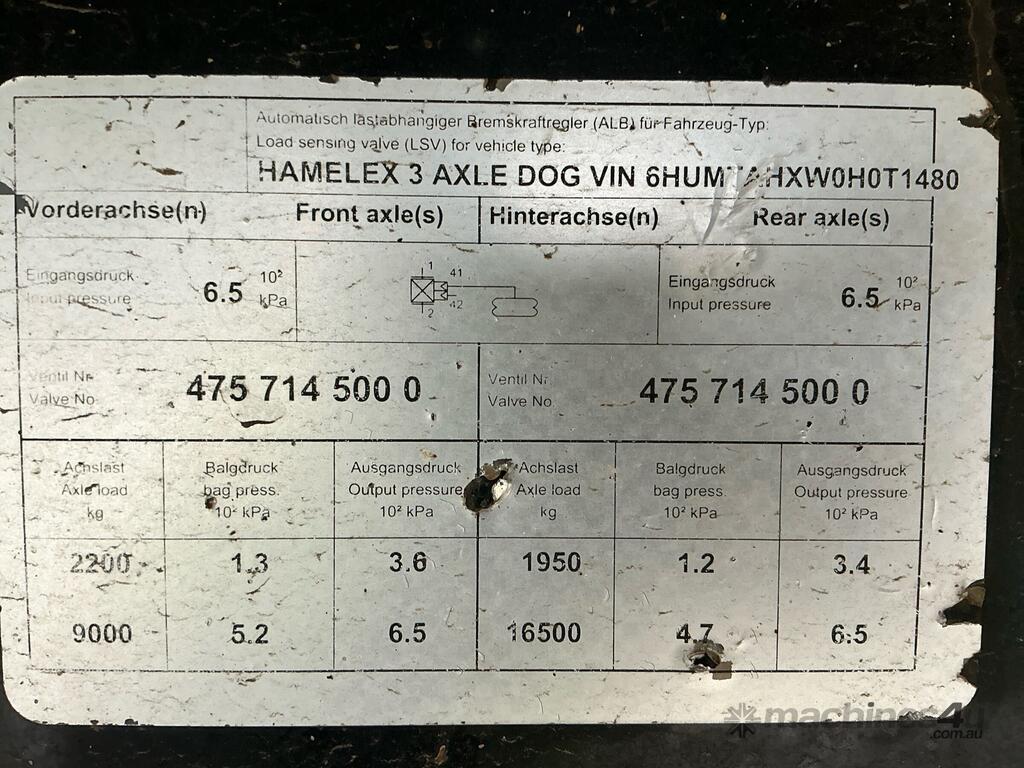 Automatisch lastabhängiger Bremskraftregler (ALB) für Fahrzeug-Typ:
Load sensing valve (LSV) for vehicle type:
HAMELEX 3 AXLE DOG VIN
Vorderachse(n) Front axle(s) Hinterachse(n) Rear axle(s)
Eingangsdruck 6.5 10² kPa
Input pressure
1 41
42
2
Eingangsdruck 6.5 10² kPa
Input pressure
Ventil Nr. 475 714 500 0 Ventil Nr. 475 714 500 0
Valve No. Valve No.
Achslast Balgdruck Ausgangsdruck Achslast Balgdruck Ausgangsdruck
Axle load bag press. Output pressure Axle load bag press. Output pressure
kg 10² kPa 10² kPa kg 10² kPa 10² kPa
2200 1.3 3.6 1950 1.2 3.4
9000 5.2 6.5 16500 4.7 6.5
machines4u
.com.au